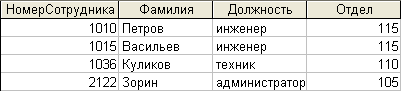 НомерСотрудника Фамилия Должность Отдел
1010 Петров инженер 115
1015 Васильев инженер 115
1036 Куликов техник 110
2122 Зорин администратор 105